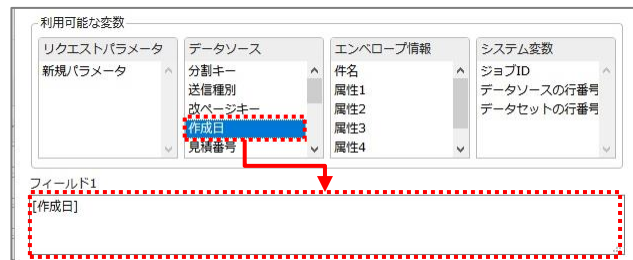 利用可能な変数
リクエストパラメータ
新規パラメータ
データソース
分割キー
送信種別
改ページキー
作成日
見積番号
エンベロープ情報
件名
属性1
属性2
属性3
属性4
システム変数
ジョブID
データソースの行番号
データセットの行番号
フィールド1
[作成日]